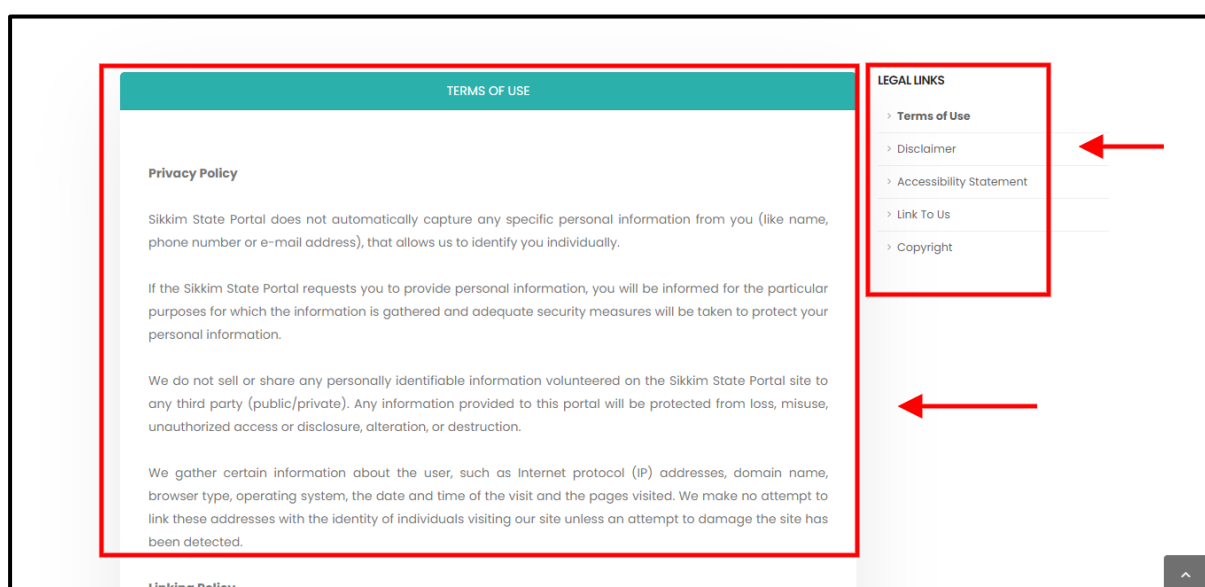 TERMS OF USE
Privacy Policy
Sikkim State Portal does not automatically capture any specific personal information from you (like name,
phone number or e-mail address), that allows us to identify you individually.
If the Sikkim State Portal requests you to provide personal information, you will be informed for the particular
purposes for which the information is gathered and adequate security measures will be taken to protect your
personal information.
We do not sell or share any personally identifiable information volunteered on the Sikkim State Portal site to
any third party (public/private). Any information provided to this portal will be protected from loss, misuse,
unauthorized access or disclosure, alteration, or destruction.
We gather certain information about the user, such as Internet protocol (IP) addresses, domain name,
browser type, operating system, the date and time of the visit and the pages visited. We make no attempt to
link these addresses with the identity of individuals visiting our site unless an attempt to damage the site has
been detected.
Linking Policy
LEGAL LINKS
> Terms of Use
> Disclaimer
> Accessibility Statement
> Link To Us
> Copyright